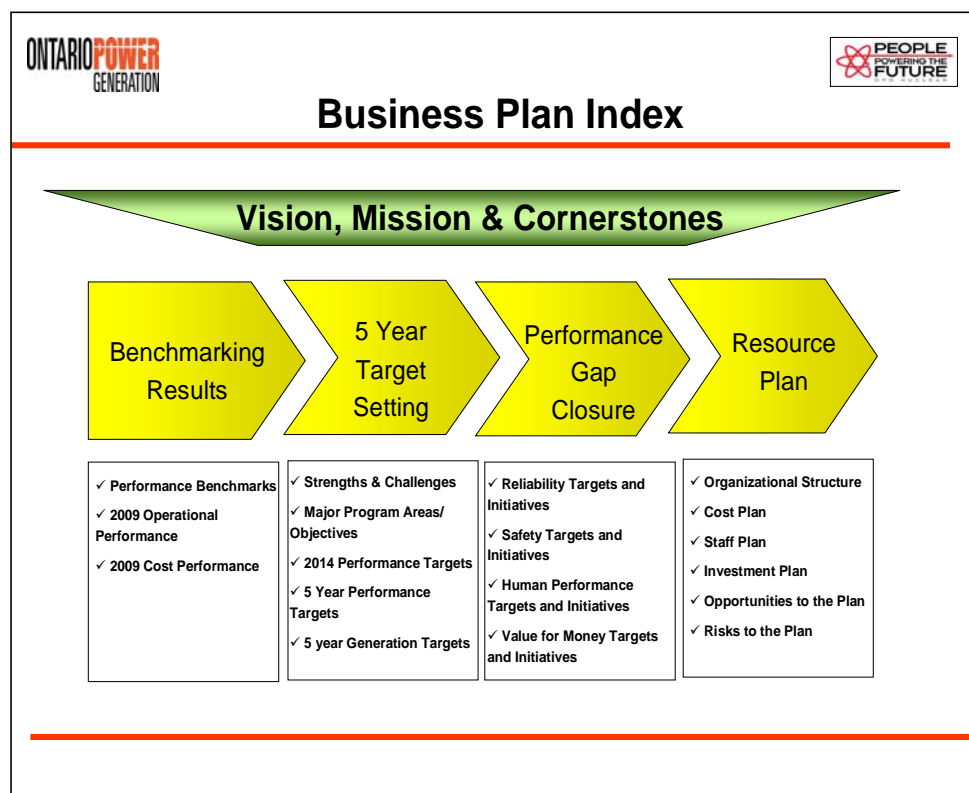 ONTARIOPOWER
GENERATION
PEOPLE
POWERING THE
FUTURE
OPG NUCLEAR
Business Plan Index
Vision, Mission & Cornerstones
Benchmarking
Results
5 Year
Target
Setting
Performance
Gap
Closure
Resource
Plan
✓ Performance Benchmarks
✓ 2009 Operational
Performance
✓ 2009 Cost Performance
✓ Strengths & Challenges
✓ Major Program Areas/
Objectives
✓ 2014 Performance Targets
✓ 5 Year Performance
Targets
✓ 5 year Generation Targets
✓ Reliability Targets and
Initiatives
✓ Safety Targets and
Initiatives
✓ Human Performance
Targets and Initiatives
✓ Value for Money Targets
and Initiatives
✓ Organizational Structure
✓ Cost Plan
✓ Staff Plan
✓ Investment Plan
✓ Opportunities to the Plan
✓ Risks to the Plan